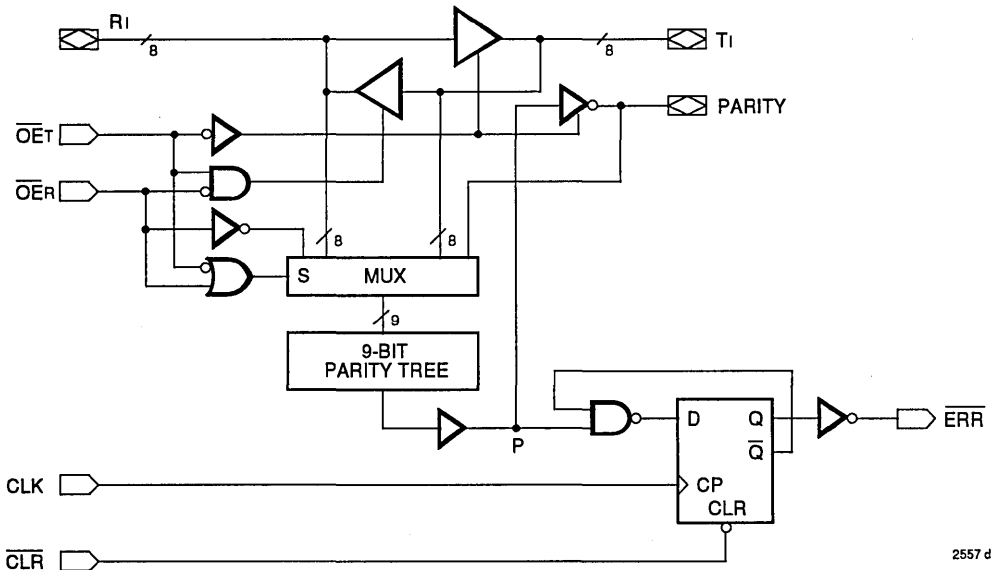 RI
8
8
TI
PARITY
OET
OER
8
8
S
MUX
9
9-BIT
PARITY TREE
P
D
Q
Q
CP
CLR
ERR
CLK
CLR
2557 d